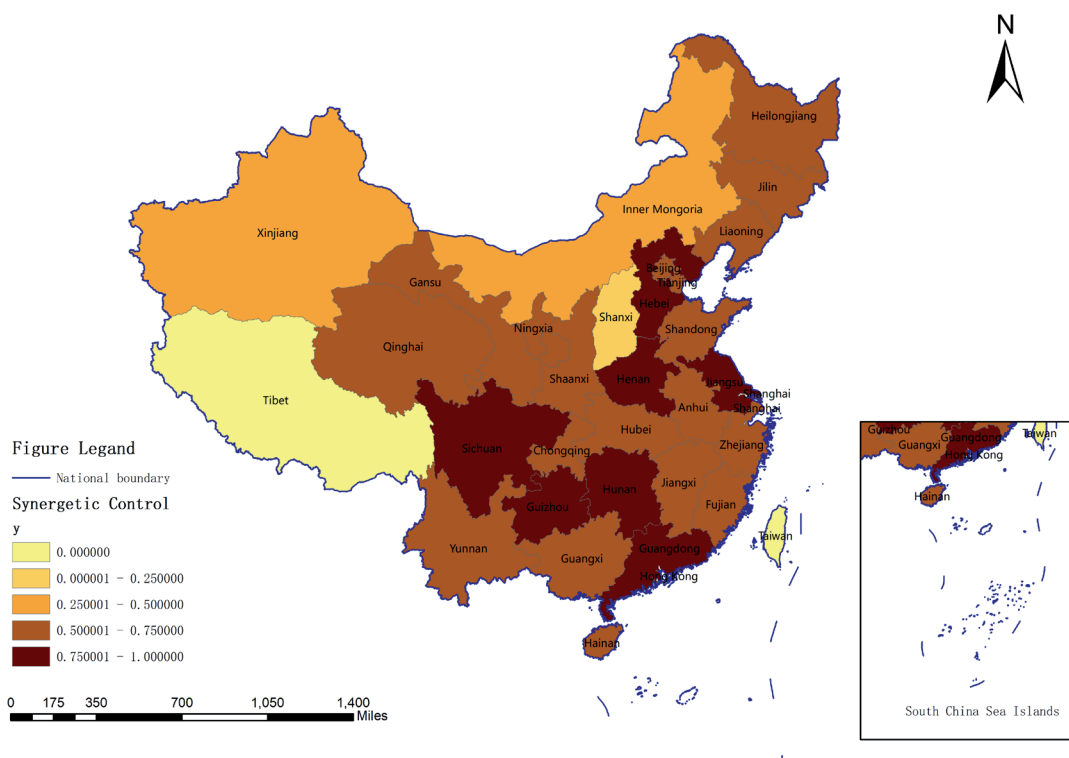 N
Heilongjiang
Jilin
Inner Mongoria
Liaoning
Xinjiang
Beijing
Tianjing
Gansu
Hebei
Shanxi
Ningxia
Shandong
Qinghai
Shaanxi
Henan
Jiangsu
Shanghai
Tibet
Anhui
Shanghai
Hubei
Sichuan
Chongqing
Zhejiang
Jiangxi
Hunan
Guizhou
Fujian
Yunnan
Guangxi
Guangdong
Taiwan
Hong Kong
Hainan
Figure Legand
National boundary
Synergetic Control
y
0.000000
0.000001 - 0.250000
0.250001 - 0.500000
0.500001 - 0.750000
0.750001 - 1.000000
0 175 350 700 1,050 1,400
Miles
Guizhou
Guangdong
Taiwan
Guangxi
Hong Kong
Hainan
South China Sea Islands